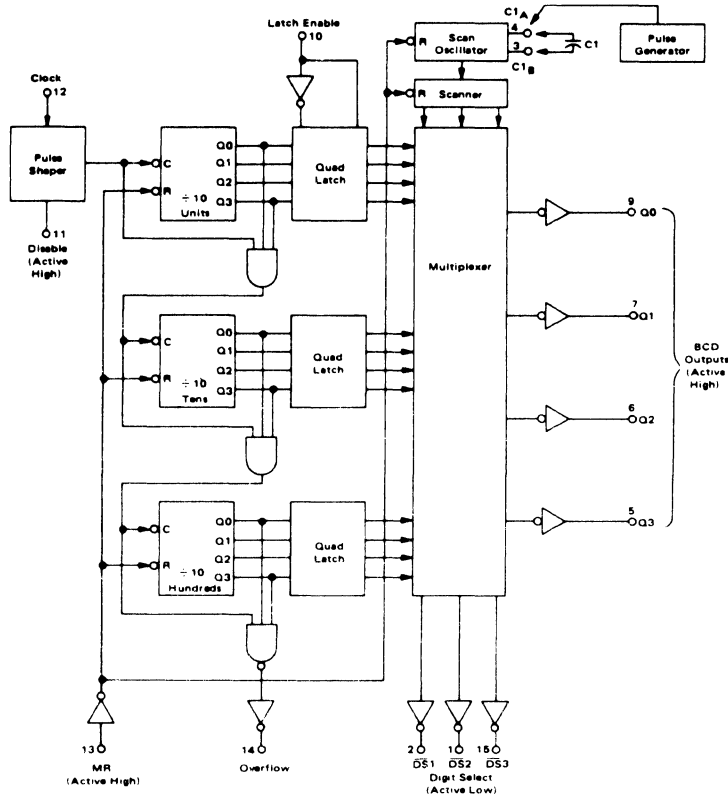 Latch Enable
10
C1A
4
3
C1B
C1
Scan
Oscillator
R
Pulse
Generator
Scanner
R
Clock
12
Pulse
Shaper
11
Disable
(Active
High)
C
R
÷ 10
Units
Q0
Q1
Q2
Q3
Quad
Latch
Multiplexer
9 Q0
7
Q1
6
Q2
5
Q3
BCD
Outputs
(Active
High)
C
R
÷ 10
Tens
Q0
Q1
Q2
Q3
Quad
Latch
C
R
÷ 10
Hundreds
Q0
Q1
Q2
Q3
Quad
Latch
13
MR
(Active High)
14
Overflow
2 1 15
DS1 DS2 DS3
Digit Select
(Active Low)